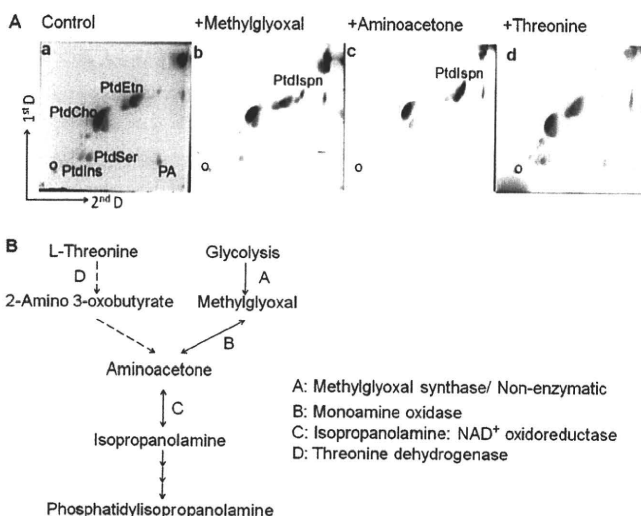 A Control +Methylglyoxal +Aminoacetone +Threonine
a b c d
PtdIspn PtdIspn
PtdEtn
PtdCho
PtdSer
PtdIns PA
1st D
2nd D
B
L-Threonine Glycolysis
D A
2-Amino 3-oxobutyrate Methylglyoxal
B
Aminoacetone
C
Isopropanolamine
Phosphatidylisopropanolamine
A: Methylglyoxal synthase/ Non-enzymatic
B: Monoamine oxidase
C: Isopropanolamine: NAD⁺ oxidoreductase
D: Threonine dehydrogenase